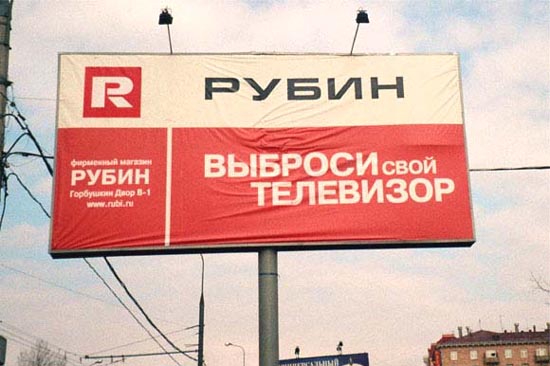 R
РУБИН
фирменный магазин
РУБИН
Горбушкин Двор В-1
www.rubi.ru
ВЫБРОСИ СВОЙ
ТЕЛЕВИЗОР